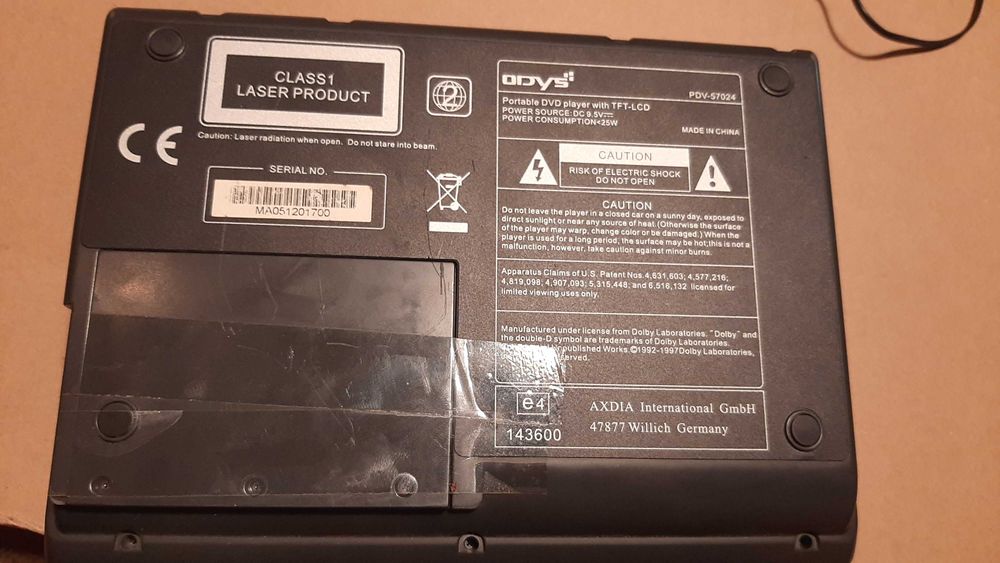 CLASS1
LASER PRODUCT
Caution: Laser radiation when open. Do not stare into beam.
CE
SERIAL NO.
MA051201700
2
ODYS
PDV-57024
Portable DVD player with TFT-LCD
POWER SOURCE: DC 9.5V
POWER CONSUMPTION<25W
MADE IN CHINA
CAUTION
RISK OF ELECTRIC SHOCK
DO NOT OPEN
CAUTION
Do not leave the player in a closed car on a sunny day, exposed to
direct sunlight or near any source of heat.(Otherwise the surface
of the player may warp, change color or be damaged.) When the
player is used for a long period, the surface may be hot;this is not a
malfunction, however, take caution against minor burns.
Apparatus Claims of U.S. Patent Nos.4,631,603; 4,577,216;
4,819,098; 4,907,093; 5,315,448; and 6,516,132 licensed for
limited viewing uses only.
Manufactured under license from Dolby Laboratories. "Dolby" and
the double-D symbol are trademarks of Dolby Laboratories.
published Works.©1992-1997Dolby Laboratories,
served.
e4
143600
AXDIA International GmbH
47877 Willich Germany